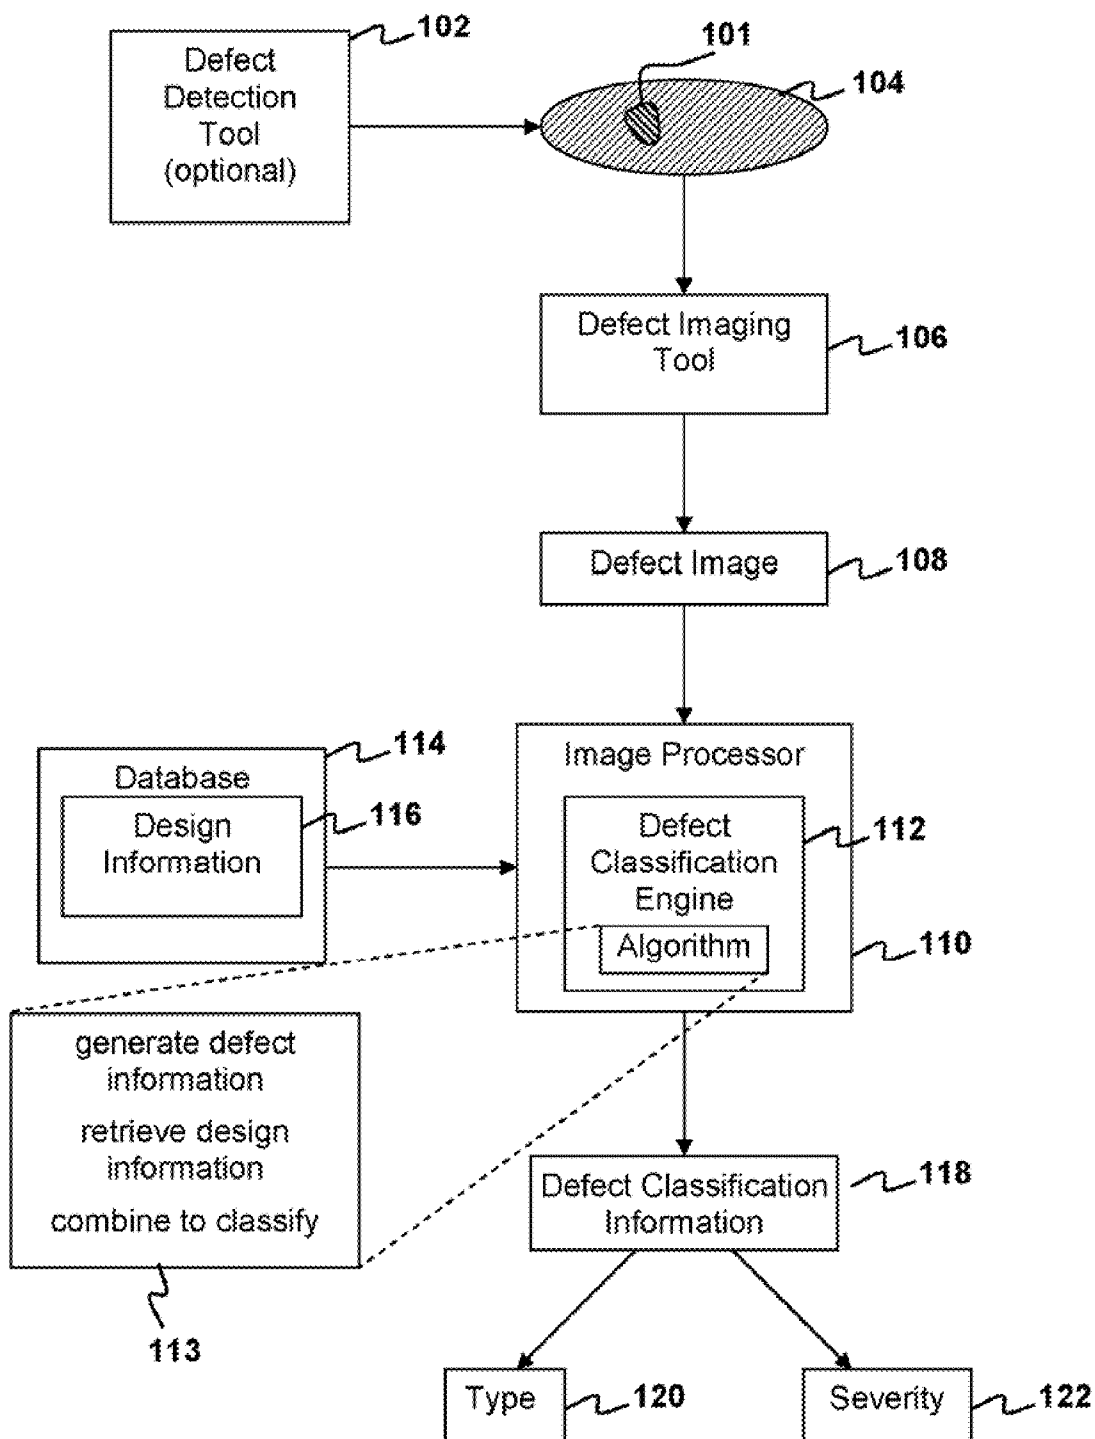 102
Defect
Detection
Tool
(optional)
101
104
Defect Imaging
Tool
106
Defect Image
108
114
Database
Design
Information
116
Image Processor
Defect
Classification
Engine
112
Algorithm
110
generate defect
information
retrieve design
information
combine to classify
113
Defect Classification
Information
118
Type
120
Severity
122